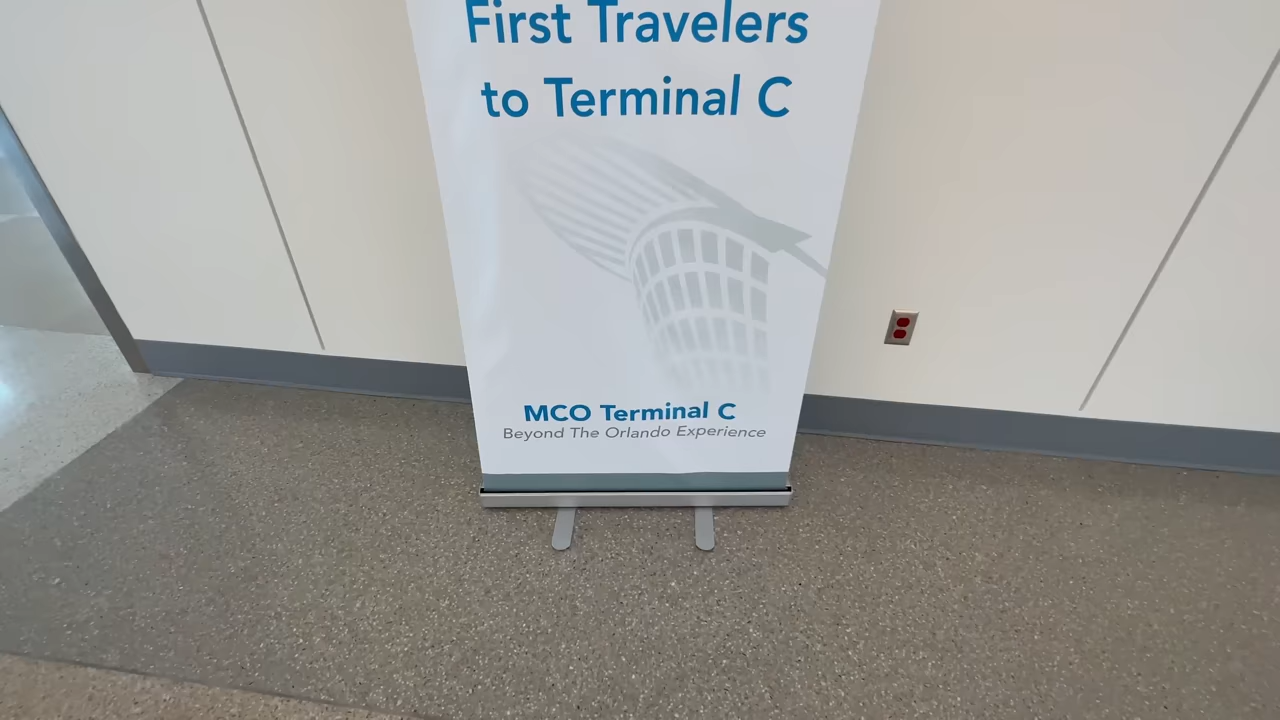 First Travelers
to Terminal C
MCO Terminal C
Beyond The Orlando Experience